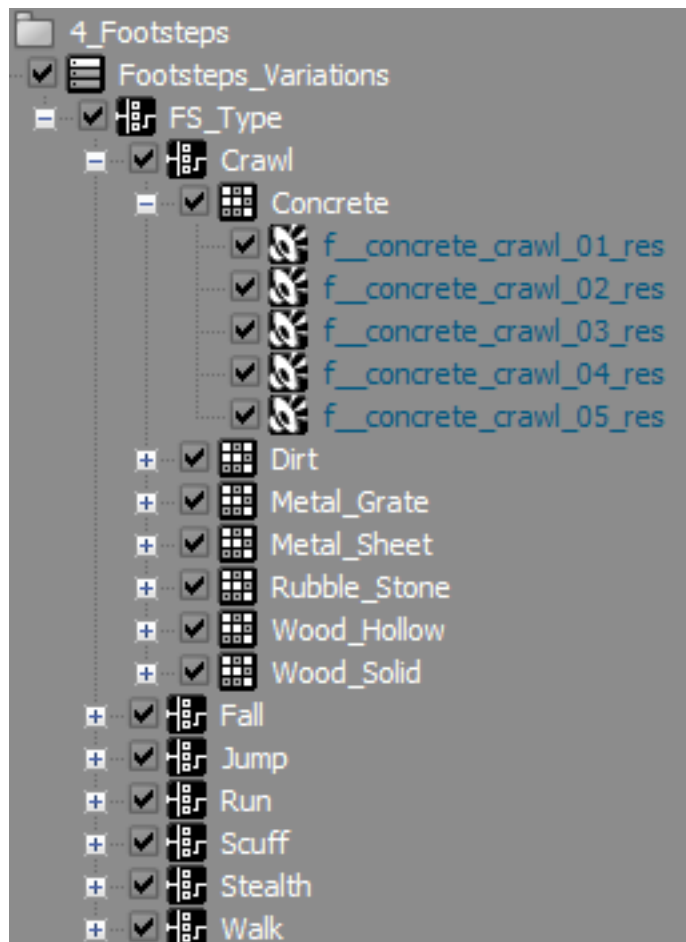 4_Footsteps
Footsteps_Variations
FS_Type
Crawl
Concrete
f__concrete_crawl_01_res
f__concrete_crawl_02_res
f__concrete_crawl_03_res
f__concrete_crawl_04_res
f__concrete_crawl_05_res
Dirt
Metal_Grate
Metal_Sheet
Rubble_Stone
Wood_Hollow
Wood_Solid
Fall
Jump
Run
Scuff
Stealth
Walk